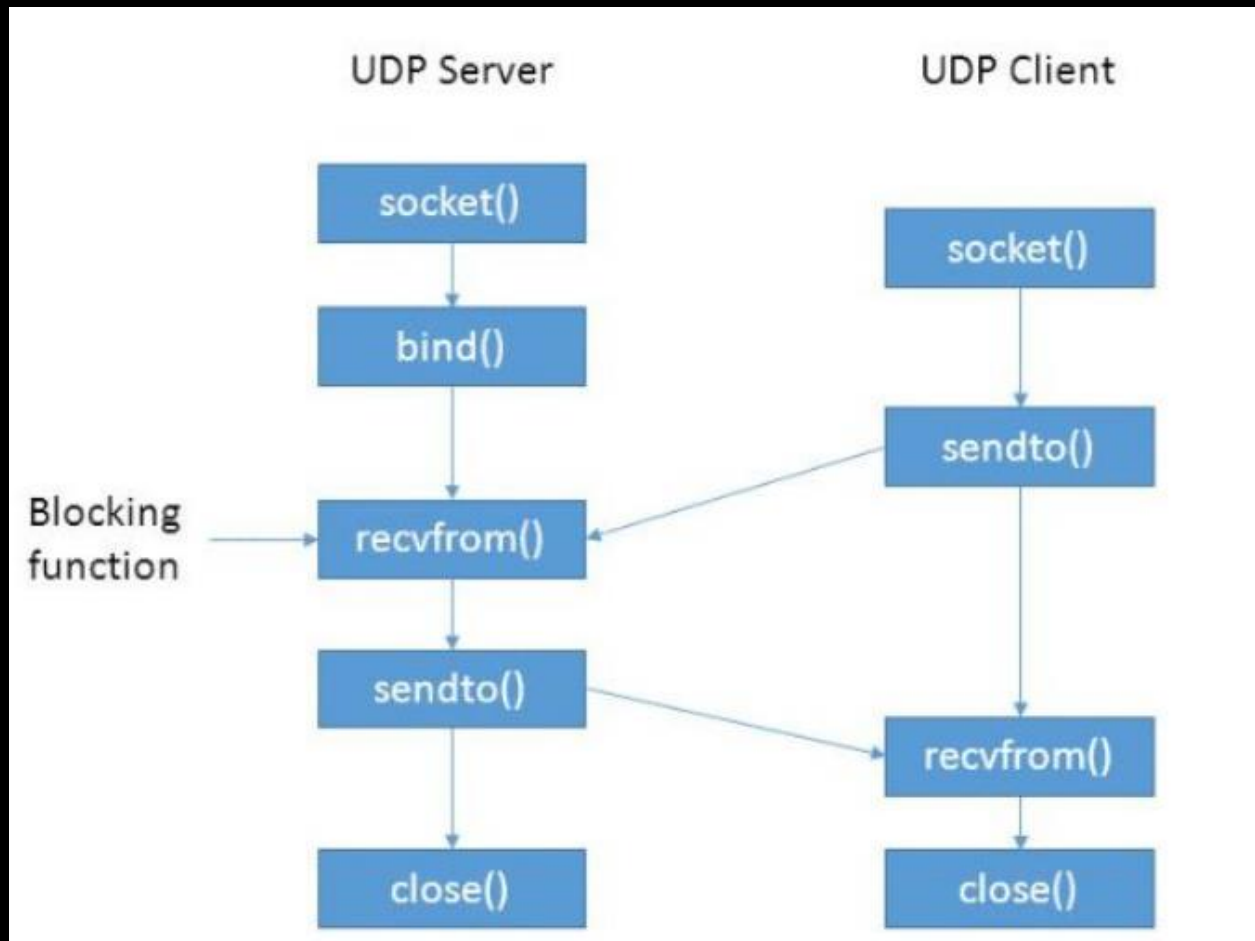 UDP Server
UDP Client
socket()
socket()
bind()
sendto()
Blocking
function
recvfrom()
sendto()
recvfrom()
close()
close()